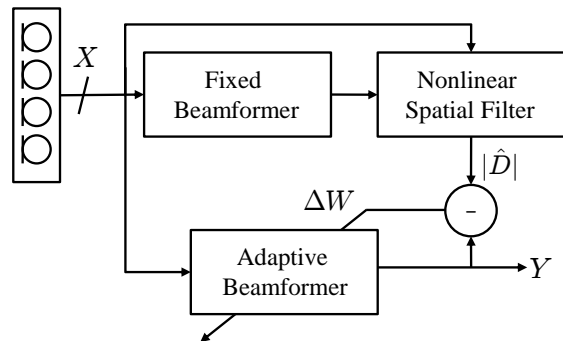 X
Fixed
Beamformer
Nonlinear
Spatial Filter
|D̂|
ΔW
-
Adaptive
Beamformer
Y